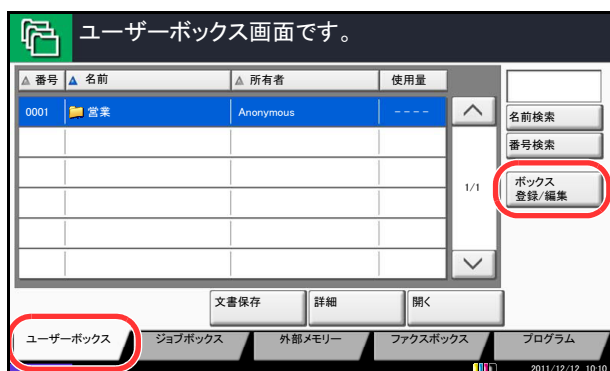 ユーザーボックス画面です。
番号 名前 所有者 使用量
0001 営業 Anonymous ----
名前検索
番号検索
1/1
ボックス
登録/編集
文書保存 詳細 開く
ユーザーボックス ジョブボックス 外部メモリー ファクスボックス プログラム
2011/12/12 10:10